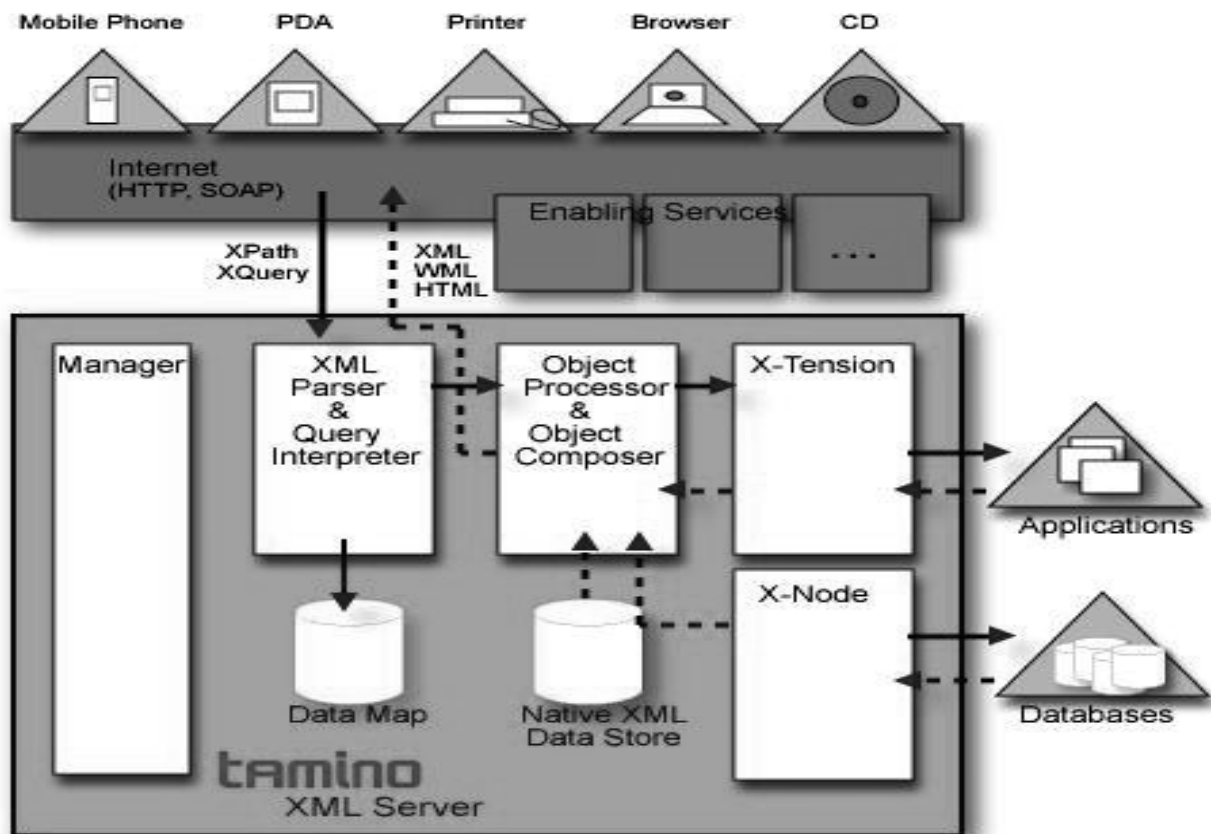 Mobile Phone
PDA
Printer
Browser
CD
Internet
(HTTP, SOAP)
Enabling Services
...
XPath
XQuery
XML
WML
HTML
Manager
XML
Parser
&
Query
Interpreter
Object
Processor
&
Object
Composer
X-Tension
Applications
X-Node
Databases
Data Map
Native XML
Data Store
tamino
XML Server